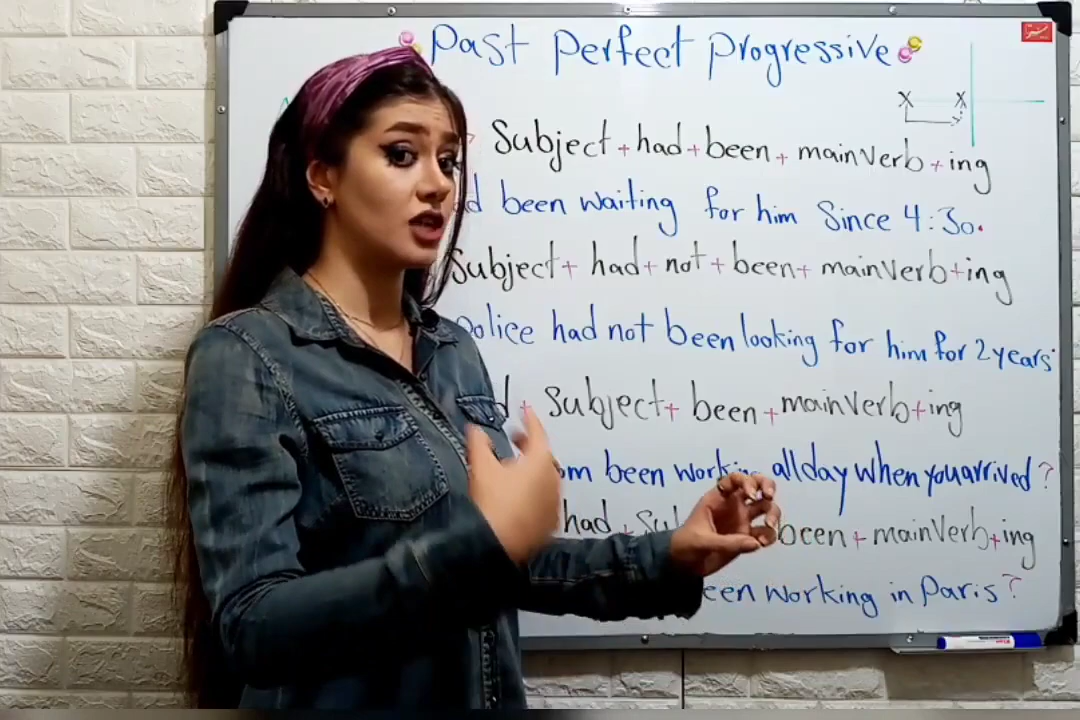 Past Perfect Progressive
x x
Subject + had + been + main verb + ing
been waiting for him Since 4:30.
Subject + had + not + been + main verb + ing
police had not been looking for him for 2 years
+ Subject + been + main verb + ing
been working all day when you arrived?
had + been + main verb + ing
working in Paris?